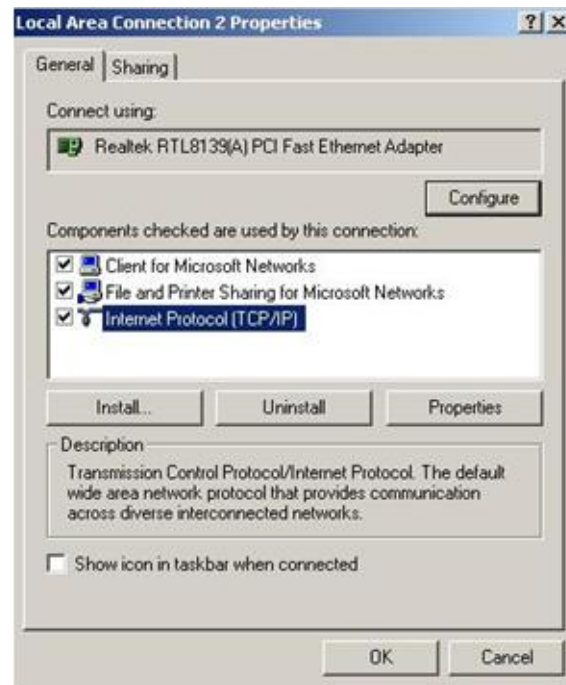 Local Area Connection 2 Properties
General
Sharing
Connect using:
Realtek RTL8139(A) PCI Fast Ethernet Adapter
Configure
Components checked are used by this connection:
Client for Microsoft Networks
File and Printer Sharing for Microsoft Networks
Internet Protocol (TCP/IP)
Install...
Uninstall
Properties
Description
Transmission Control Protocol/Internet Protocol. The default
wide area network protocol that provides communication
across diverse interconnected networks.
Show icon in taskbar when connected
OK
Cancel